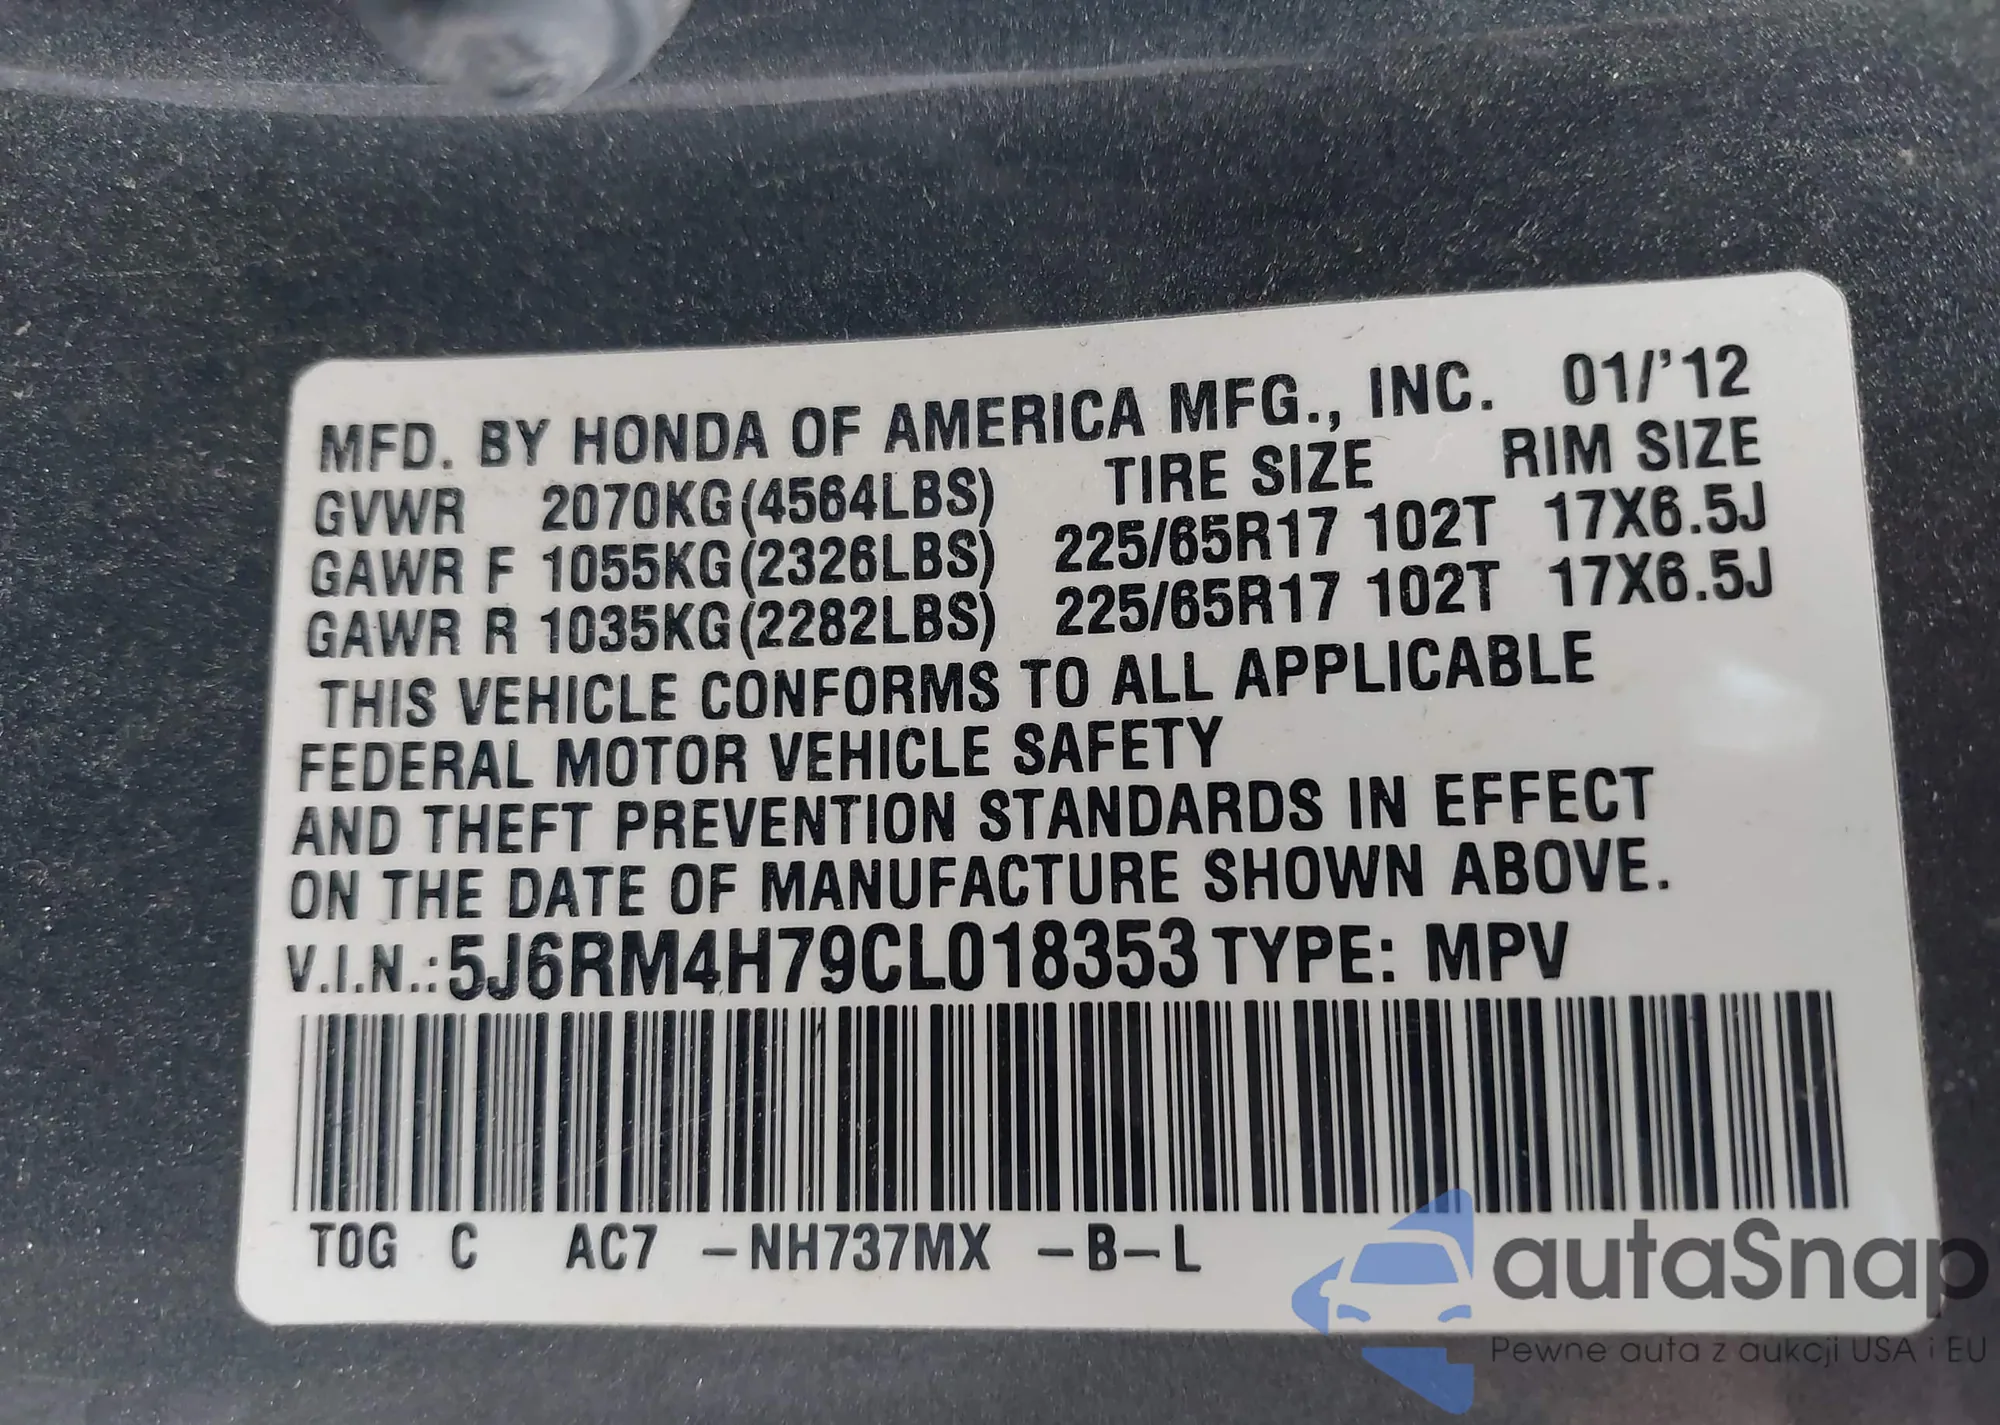 MFD. BY HONDA OF AMERICA MFG., INC. 01/'12
TIRE SIZE RIM SIZE
GVWR 2070KG(4564LBS)
GAWR F 1055KG(2326LBS) 225/65R17 102T 17X6.5J
GAWR R 1035KG(2282LBS) 225/65R17 102T 17X6.5J
THIS VEHICLE CONFORMS TO ALL APPLICABLE
FEDERAL MOTOR VEHICLE SAFETY
AND THEFT PREVENTION STANDARDS IN EFFECT
ON THE DATE OF MANUFACTURE SHOWN ABOVE.
V.I.N.: 5J6RM4H79CL018353 TYPE: MPV
TOG C AC7 –NH737MX –B–L
autaSnap
Pewne auta z aukcji USA i EU